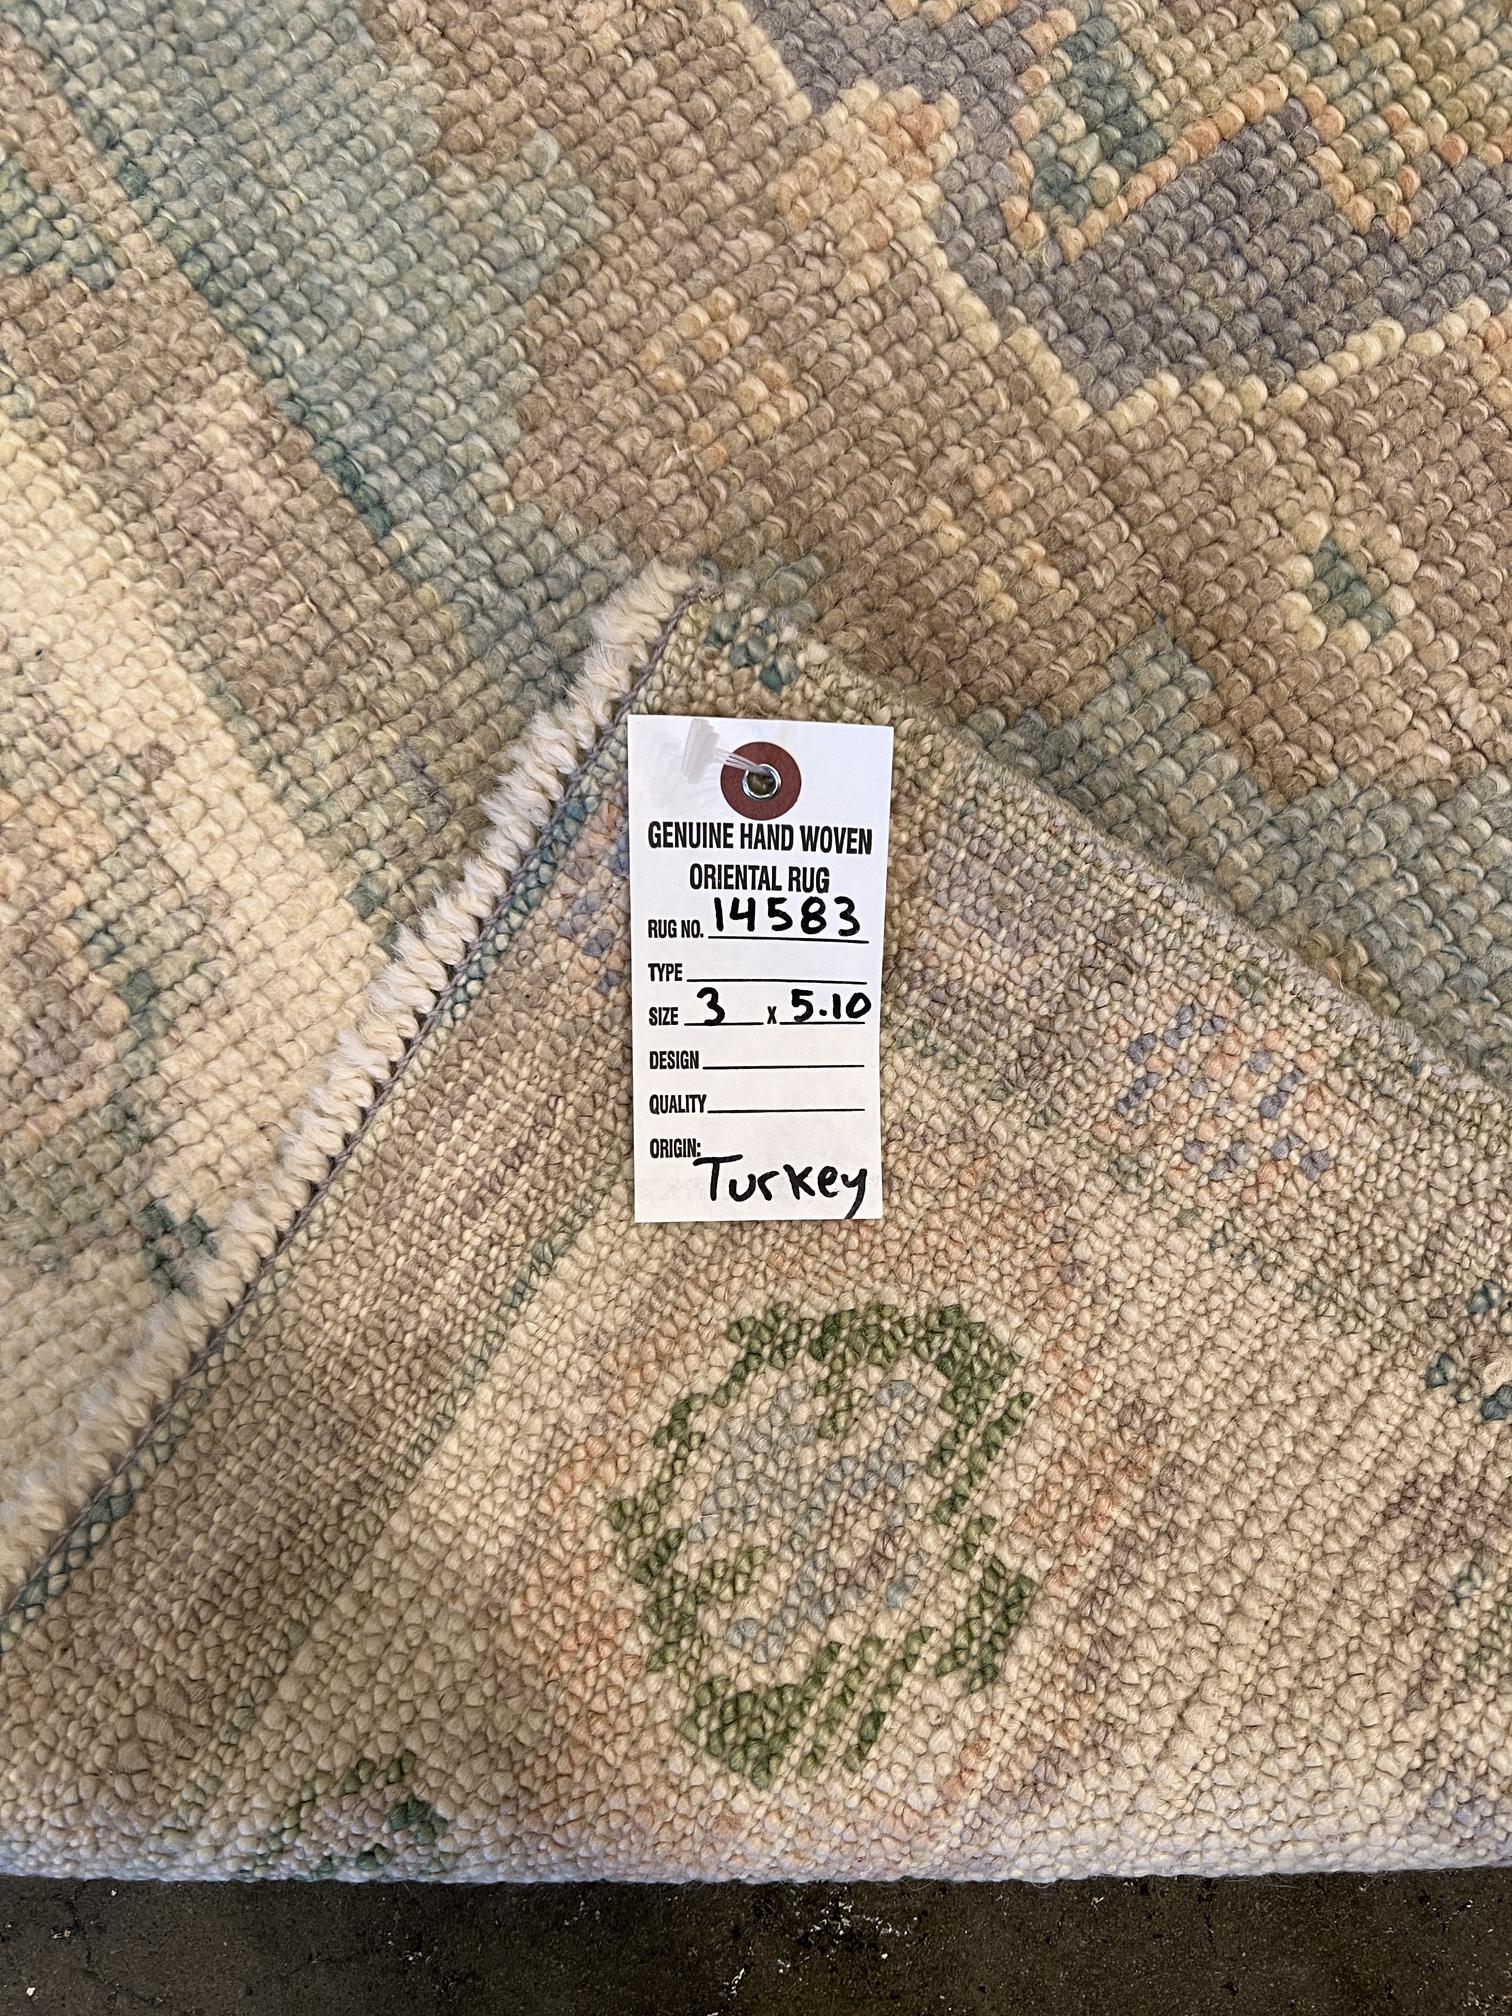 GENUINE HAND WOVEN
ORIENTAL RUG
RUG NO. 14583
TYPE
SIZE 3 X 5.10
DESIGN
QUALITY
ORIGIN:
Turkey